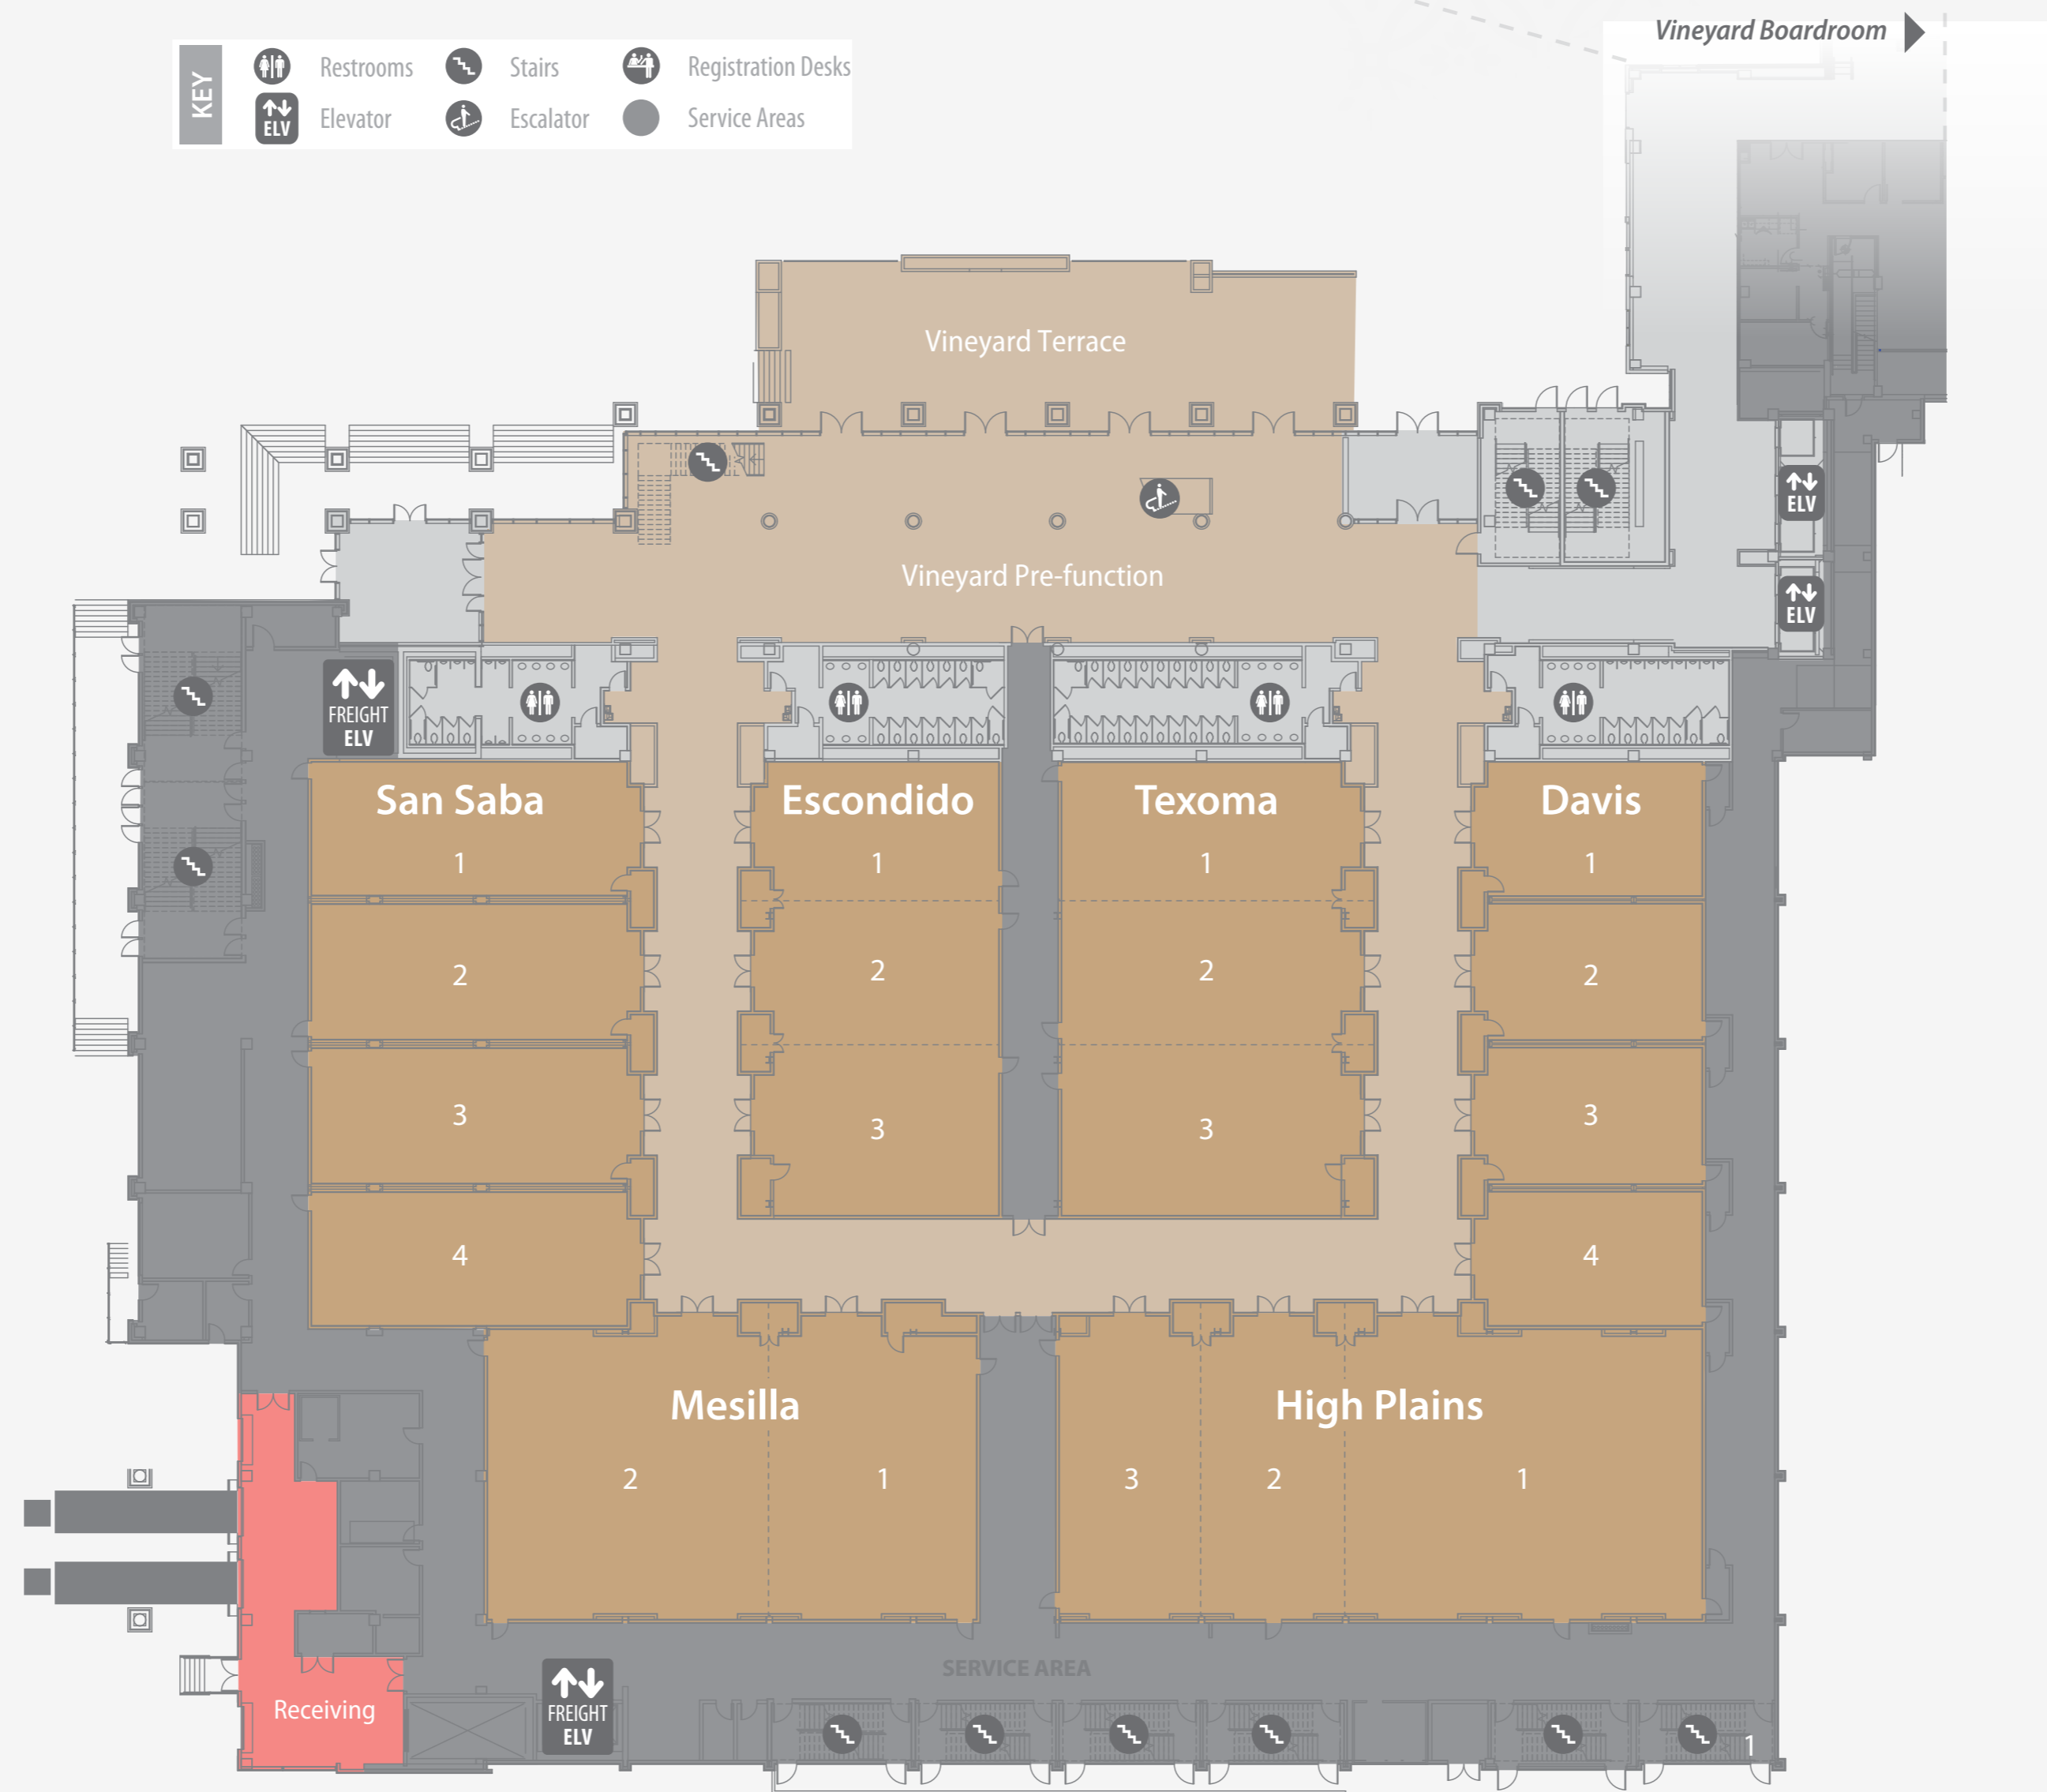 Vineyard Boardroom
KEY
Restrooms
Stairs
Registration Desks
ELV
Elevator
Escalator
Service Areas
Vineyard Terrace
ELV
Vineyard Pre-function
ELV
FREIGHT
ELV
San Saba
Escondido
Texoma
Davis
1
1
1
1
2
2
2
2
3
3
3
3
4
4
Mesilla
High Plains
2
1
3
2
1
SERVICE AREA
Receiving
FREIGHT
ELV
1